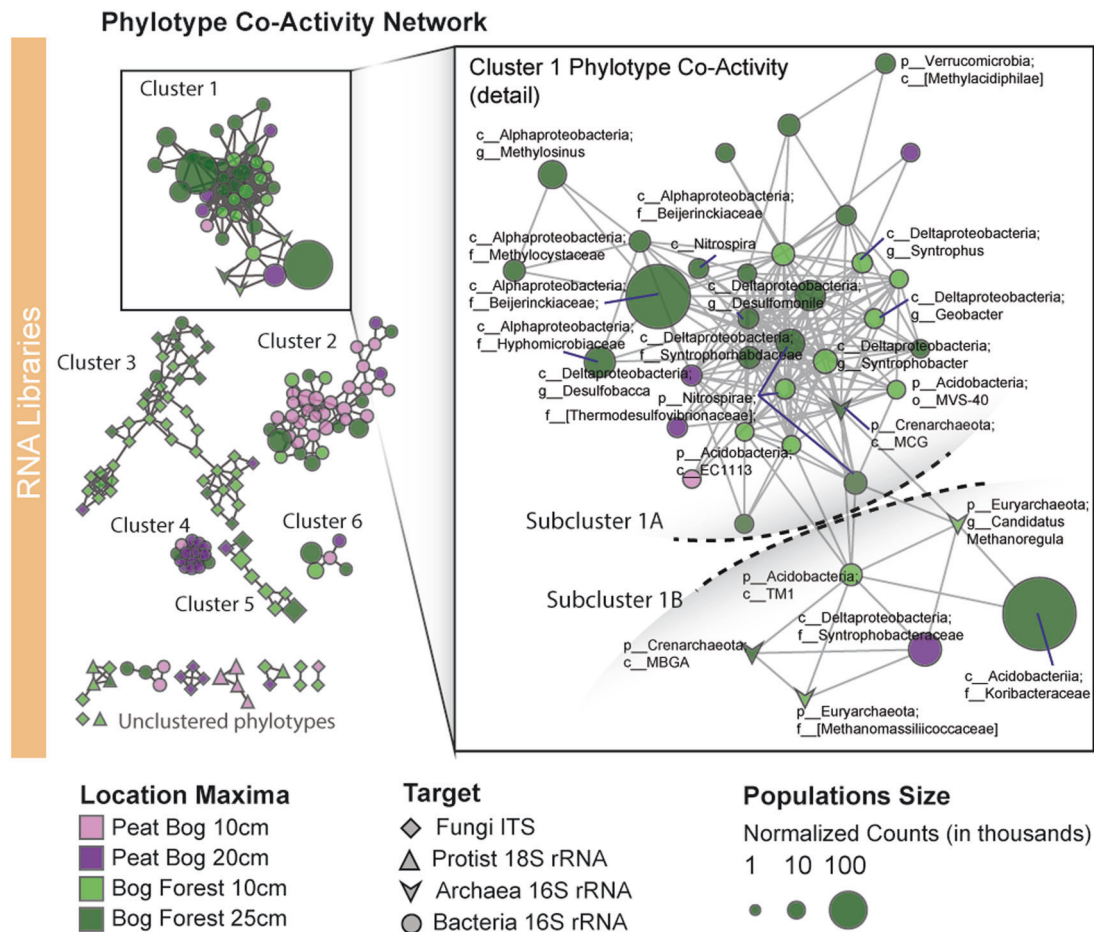 Phylotype Co-Activity Network
RNA Libraries
Cluster 1
Cluster 3
Cluster 2
Cluster 4
Cluster 6
Cluster 5
Unclustered phylotypes
Cluster 1 Phylotype Co-Activity
(detail)
p__Verrucomicrobia;
c__[Methylacidiphilae]
c__Alphaproteobacteria;
g__Methylosinus
c__Alphaproteobacteria;
f__Beijerinckiaceae
c__Nitrospira
c__Deltaproteobacteria;
g__Syntrophus
c__Alphaproteobacteria;
f__Methylocystaceae
c__Alphaproteobacteria;
f__Beijerinckiaceae;
c__Deltaproteobacteria;
g__Desulfomonile
c__Deltaproteobacteria;
g__Geobacter
c__Alphaproteobacteria;
f__Hyphomicrobiaceae
c__Deltaproteobacteria;
f__Syntrophorhabdaceae
c__Deltaproteobacteria;
g__Syntrophobacter
c__Deltaproteobacteria;
g__Desulfobacca
p__Nitrospirae;
f__[Thermodesulfovibrionaceae];
p__Acidobacteria;
o__MVS-40
p__Crenarchaeota;
c__MCG
p__Acidobacteria;
c__EC1113
Subcluster 1A
p__Euryarchaeota;
g__Candidatus
Methanoregula
p__Acidobacteria;
c__TM1
Subcluster 1B
c__Deltaproteobacteria;
f__Syntrophobacteraceae
p__Crenarchaeota;
c__MBGA
c__Acidobacteriia;
f__Koribacteraceae
p__Euryarchaeota;
f__[Methanomassiliicoccaceae]
Location Maxima
Peat Bog 10cm
Peat Bog 20cm
Bog Forest 10cm
Bog Forest 25cm
Target
Fungi ITS
Protist 18S rRNA
Archaea 16S rRNA
Bacteria 16S rRNA
Populations Size
Normalized Counts (in thousands)
1 10 100